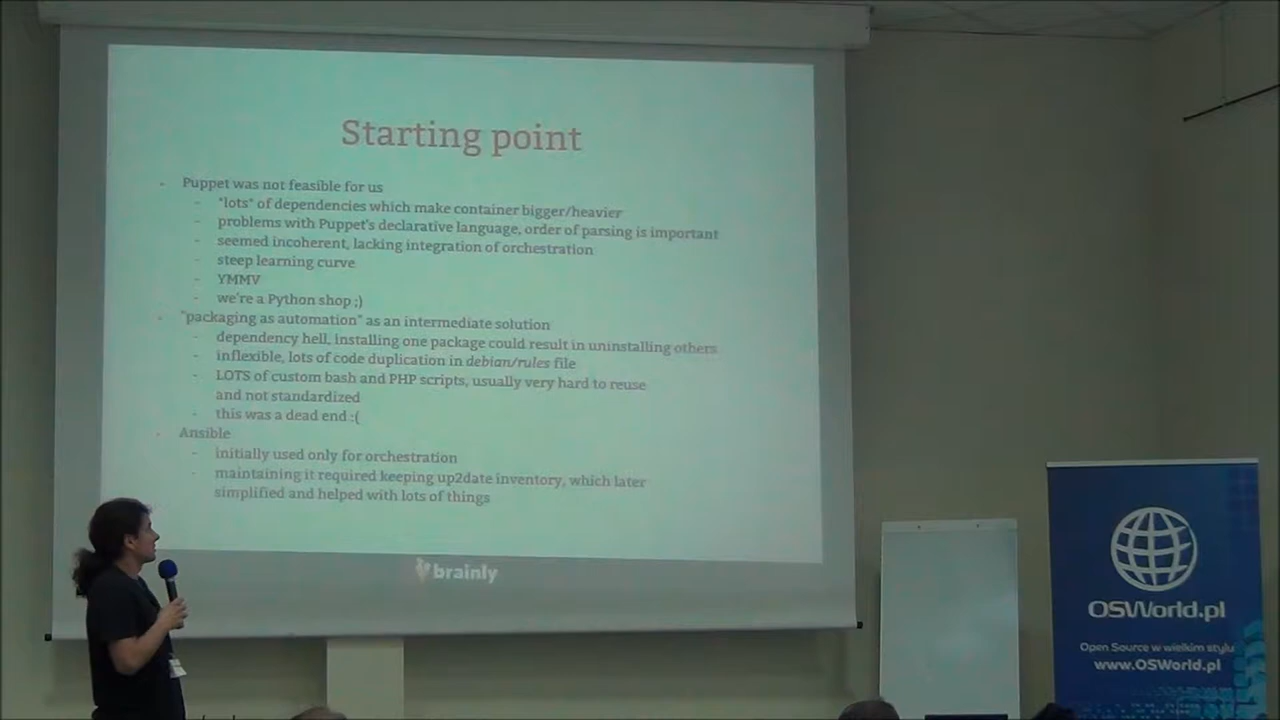 Starting point
- Puppet was not feasible for us
- "lots" of dependencies which make container bigger/heavier
- problems with Puppet's declarative language, order of parsing is important
- seemed incoherent, lacking integration of orchestration
- steep learning curve
- YMMV
- we're a Python shop ;)
- "packaging as automation" as an intermediate solution
- dependency hell, installing one package could result in uninstalling others
- inflexible, lots of code duplication in debian/rules file
- LOTS of custom bash and PHP scripts, usually very hard to reuse
and not standardized
- this was a dead end :(
- Ansible
- initially used only for orchestration
- maintaining it required keeping up2date inventory, which later
simplified and helped with lots of things
brainly
OSWorld.pl
Open Source w wielkim stylu
www.OSWorld.pl